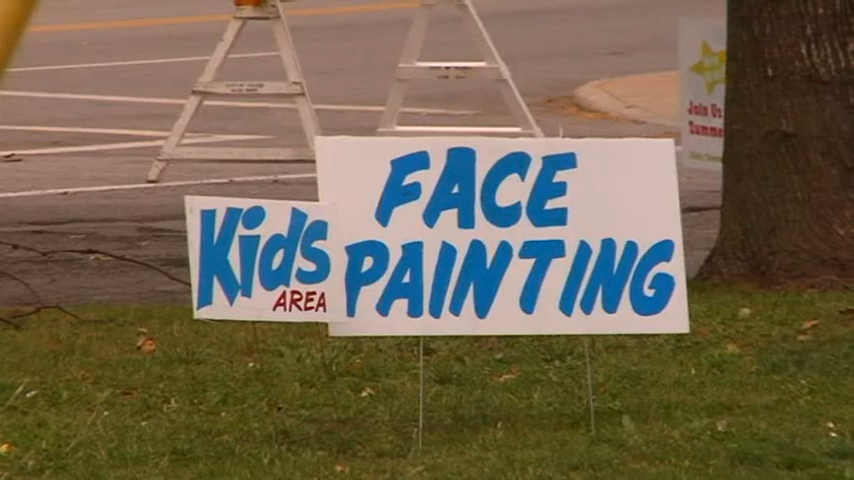 FACE
PAINTING
Kids
AREA
Join Us
Summe